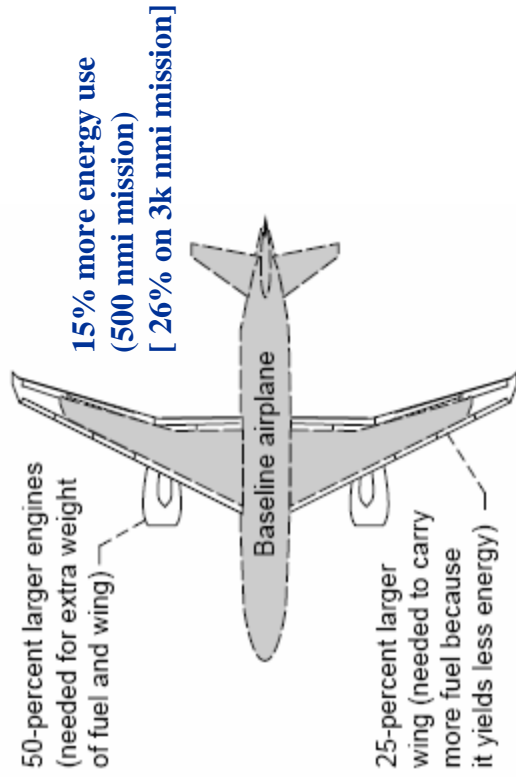 15% more energy use
(500 nmi mission)
[ 26% on 3k nmi mission]
50-percent larger engines
(needed for extra weight
of fuel and wing)
Baseline airplane
25-percent larger
wing (needed to carry
more fuel because
it yields less energy)